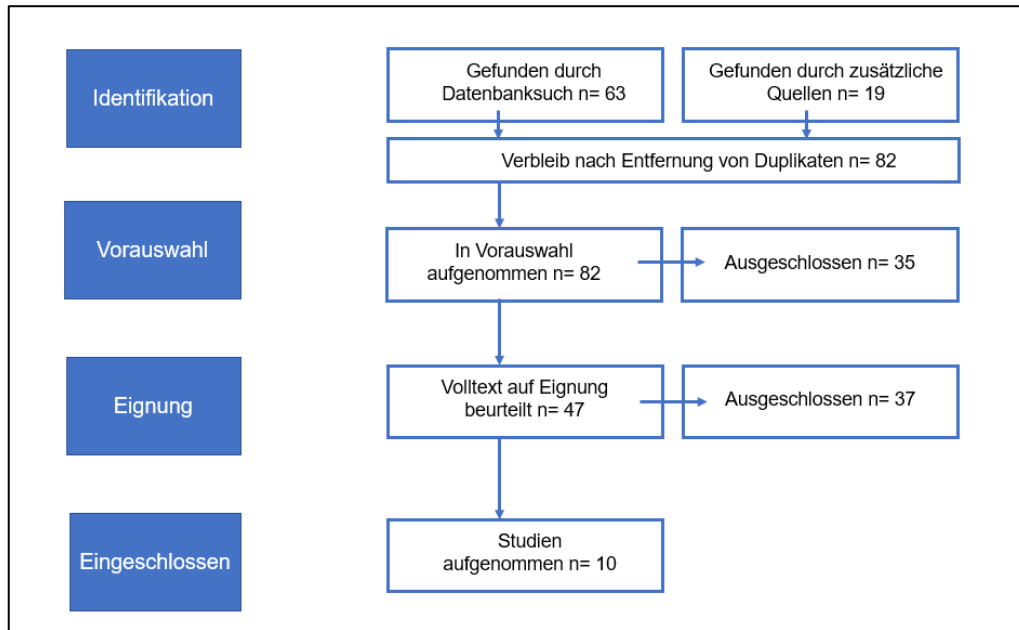 Identifikation
Gefunden durch
Datenbanksuch n= 63
Gefunden durch zusätzliche
Quellen n= 19
Verbleib nach Entfernung von Duplikaten n= 82
Vorauswahl
In Vorauswahl
aufgenommen n= 82
Ausgeschlossen n= 35
Eignung
Volltext auf Eignung
beurteilt n= 47
Ausgeschlossen n= 37
Eingeschlossen
Studien
aufgenommen n= 10